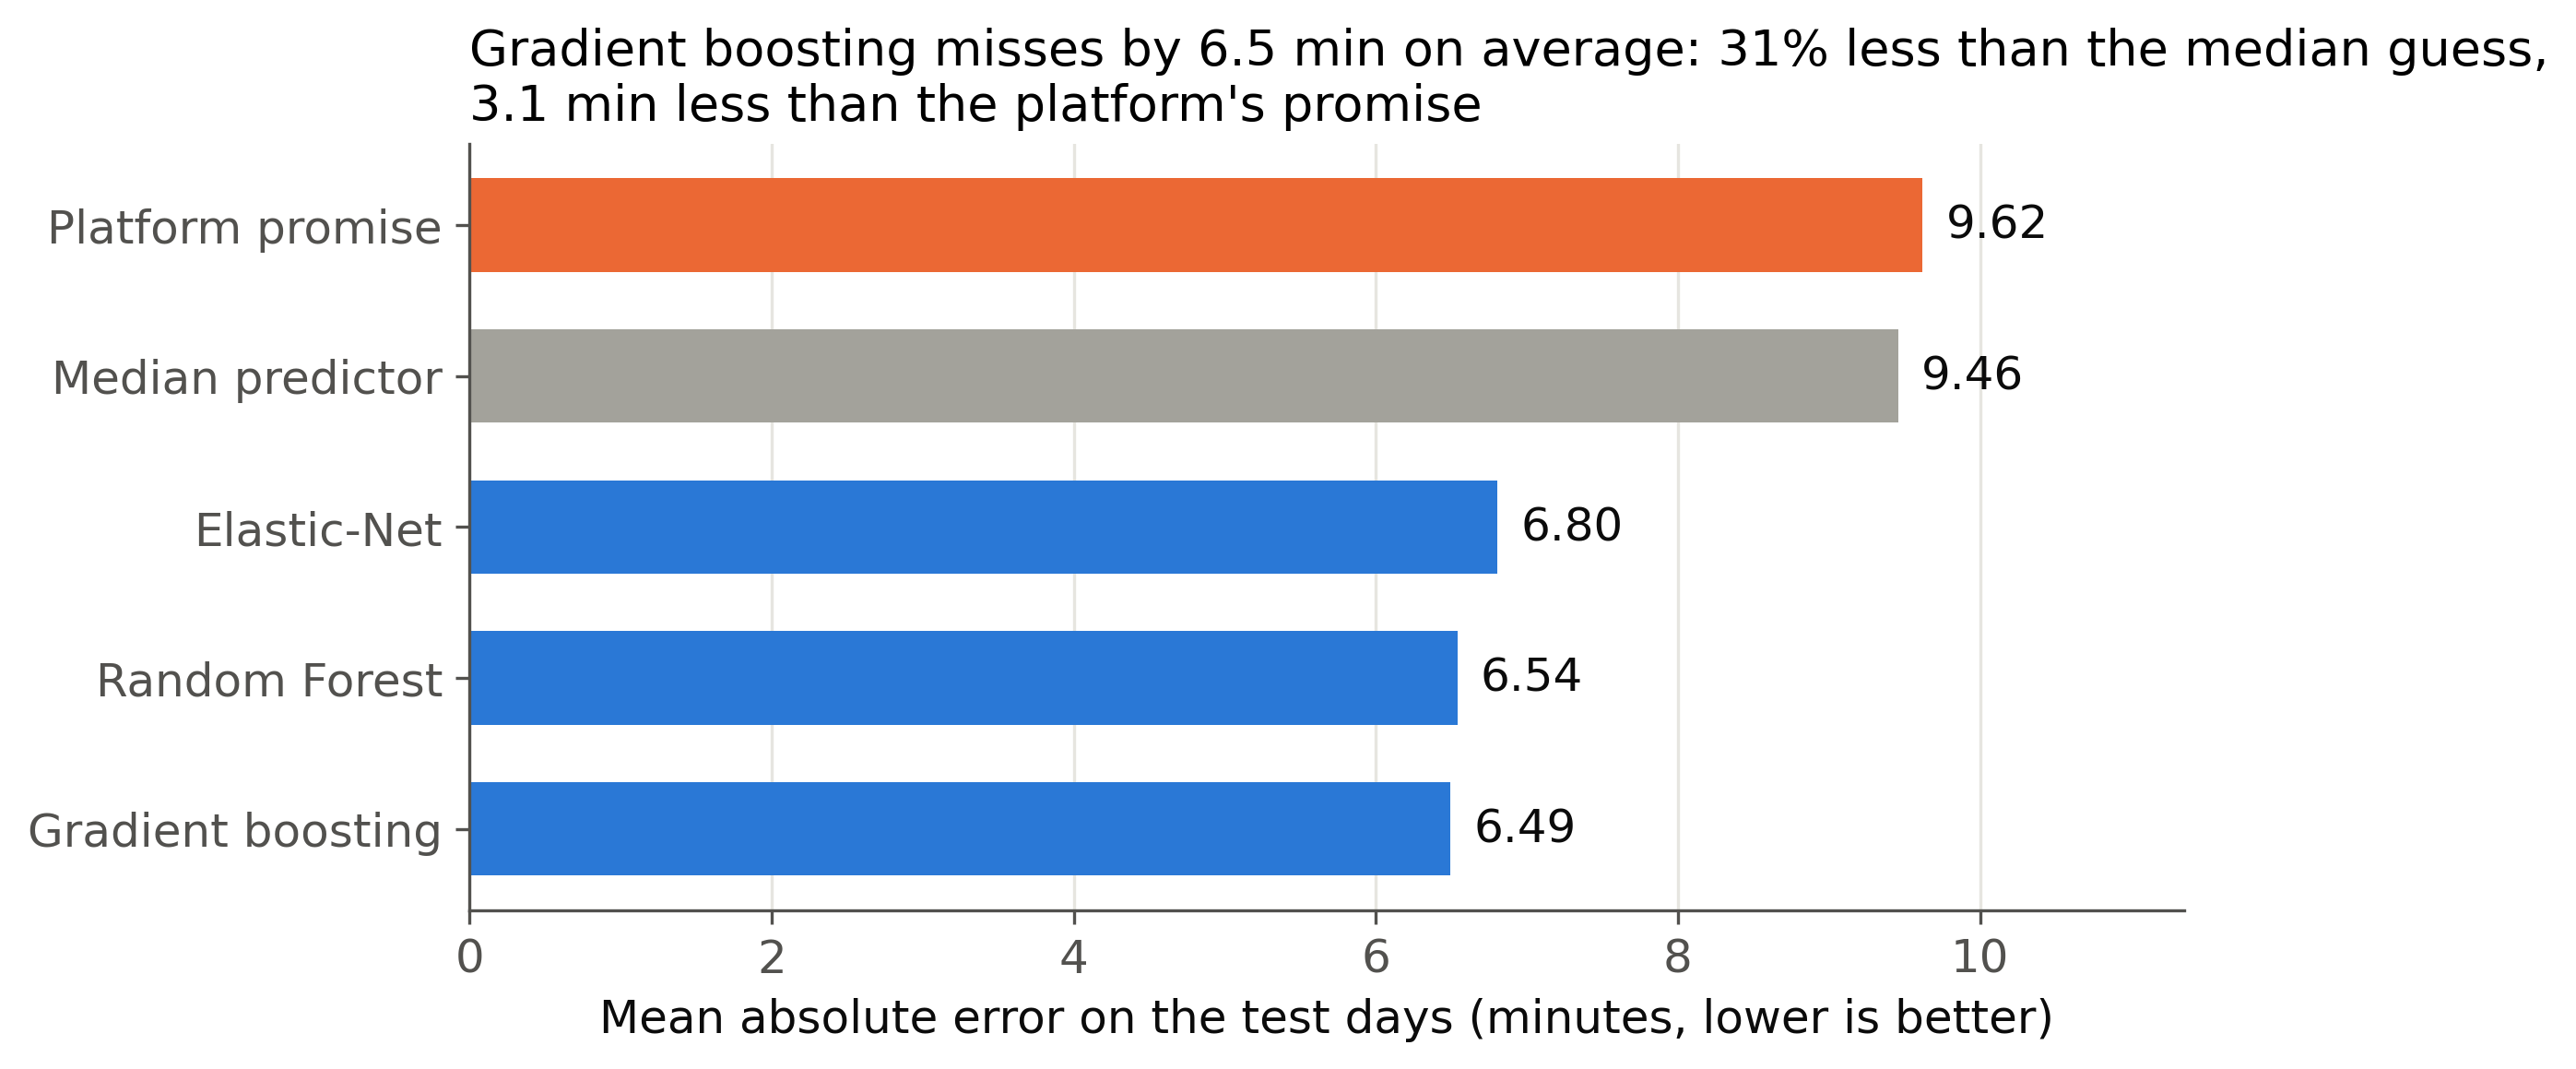 Gradient boosting misses by 6.5 min on average: 31% less than the median guess,
3.1 min less than the platform's promise
Platform promise 9.62
Median predictor 9.46
Elastic-Net 6.80
Random Forest 6.54
Gradient boosting 6.49
0 2 4 6 8 10
Mean absolute error on the test days (minutes, lower is better)